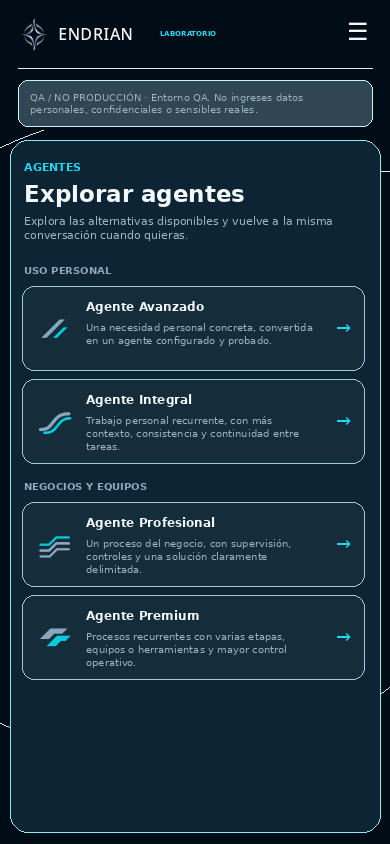 ENDRIAN
LABORATORIO
QA / NO PRODUCCIÓN · Entorno QA. No ingreses datos
personales, confidenciales o sensibles reales.
AGENTES
Explorar agentes
Explora las alternativas disponibles y vuelve a la misma
conversación cuando quieras.
USO PERSONAL
Agente Avanzado
Una necesidad personal concreta, convertida
en un agente configurado y probado.
→
Agente Integral
Trabajo personal recurrente, con más
contexto, consistencia y continuidad entre
tareas.
→
NEGOCIOS Y EQUIPOS
Agente Profesional
Un proceso del negocio, con supervisión,
controles y una solución claramente
delimitada.
→
Agente Premium
Procesos recurrentes con varias etapas,
equipos o herramientas y mayor control
operativo.
→